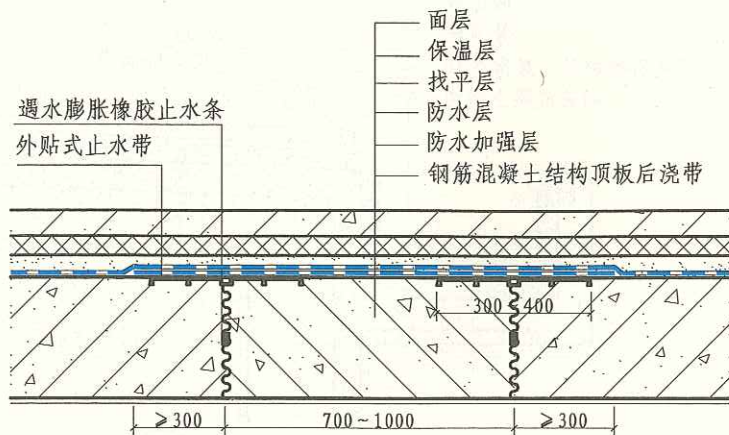 面层
保温层
找平层
防水层
防水加强层
钢筋混凝土结构顶板后浇带
遇水膨胀橡胶止水条
外贴式止水带
300~400
≥300
700~1000
≥300